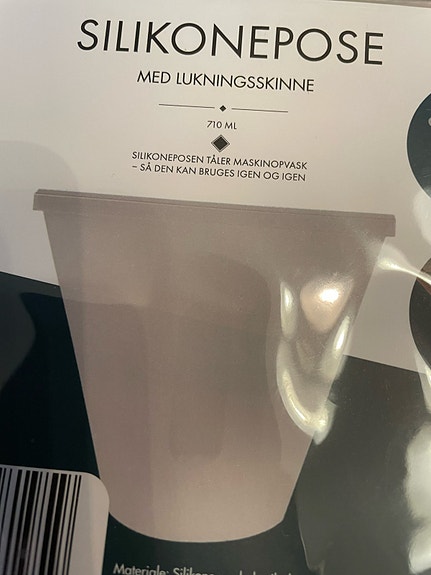 SILIKONEPOSE
MED LUKNINGSSKINNE
710 ML
SILIKONEPOSEN TÅLER MASKINOPVASK
– SÅ DEN KAN BRUGES IGEN OG IGEN
Materiale: